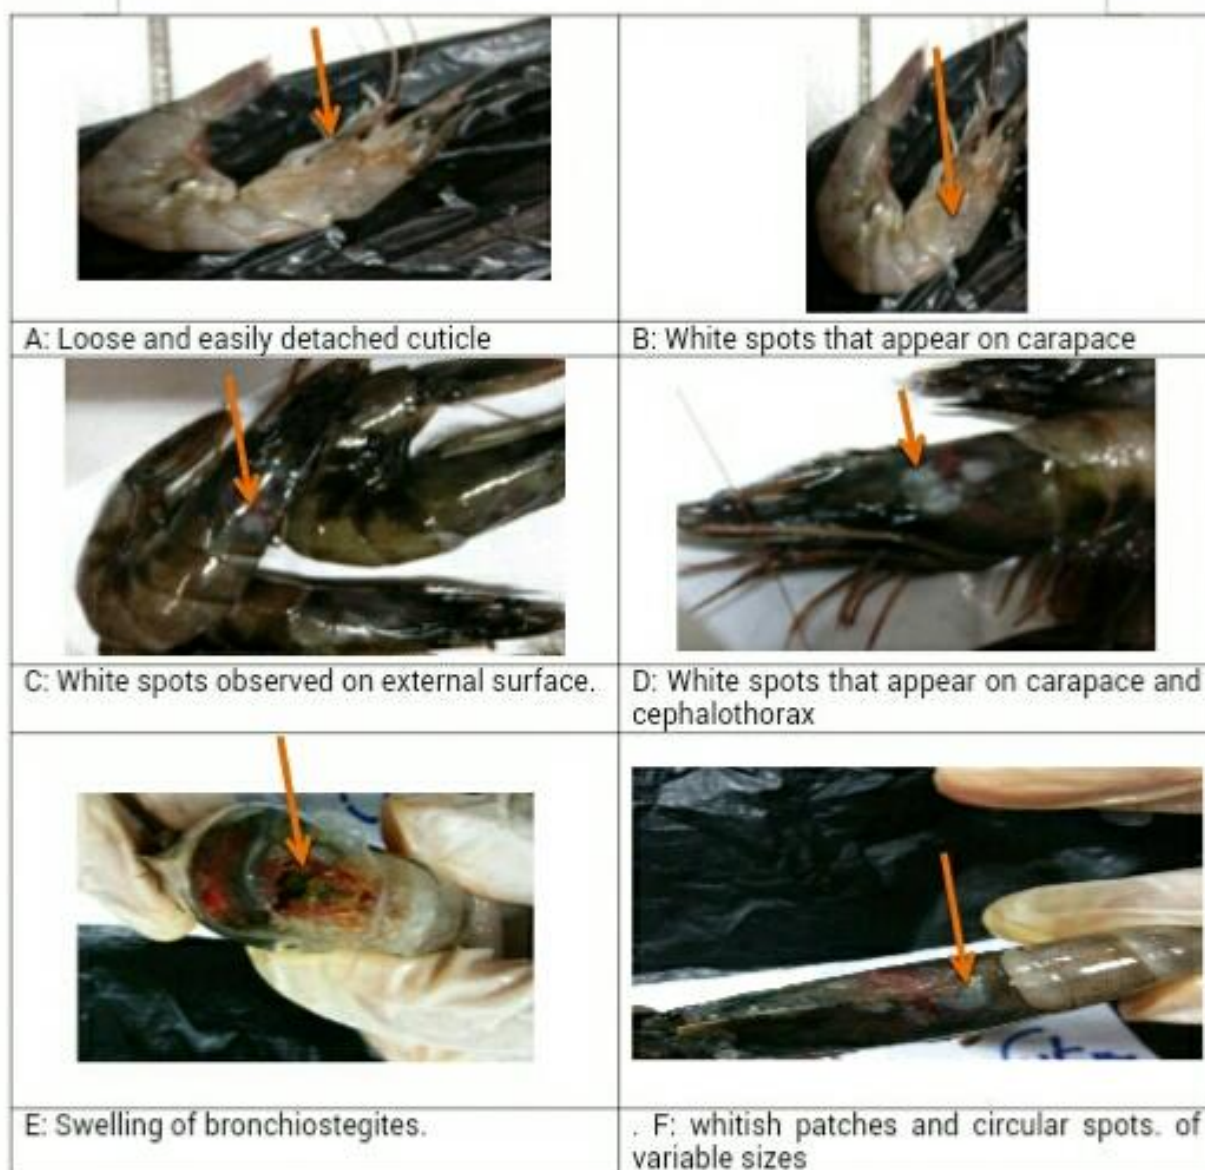 A: Loose and easily detached cuticle
B: White spots that appear on carapace
C: White spots observed on external surface.
D: White spots that appear on carapace and
cephalothorax
E: Swelling of bronchiostegites.
. F: whitish patches and circular spots. of
variable sizes